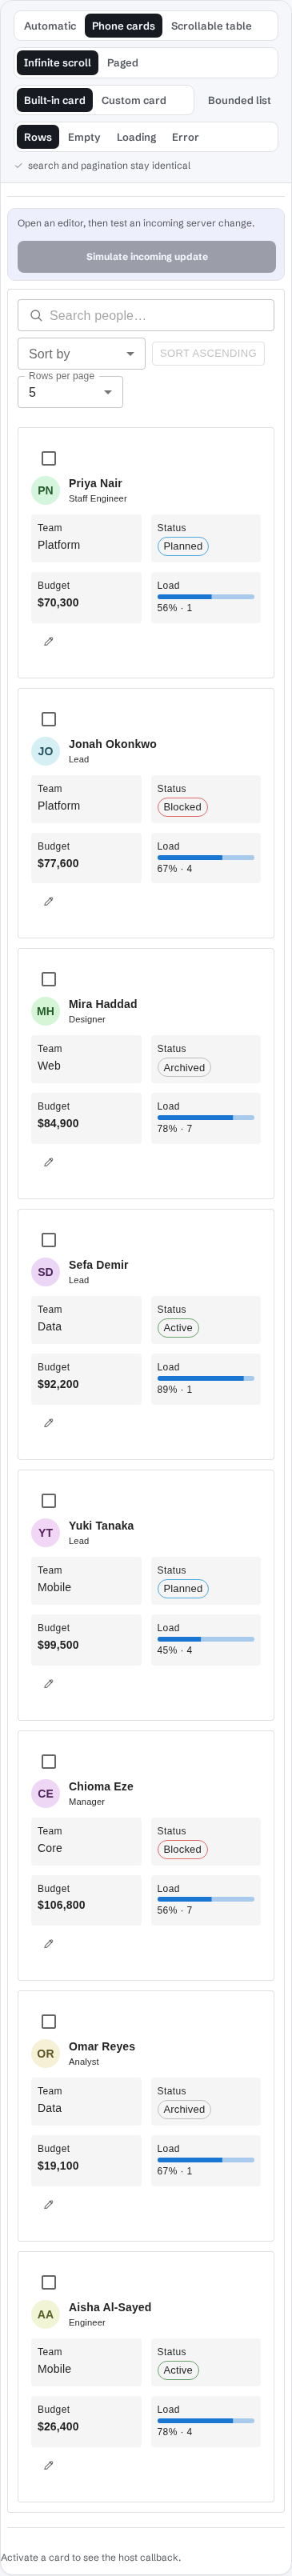 Automatic Phone cards Scrollable table
Infinite scroll Paged
Built-in card Custom card Bounded list
Rows Empty Loading Error
✓ search and pagination stay identical
Open an editor, then test an incoming server change.
Simulate incoming update
Search people...
Sort by SORT ASCENDING
Rows per page
5
PN Priya Nair
Staff Engineer
Team Status
Platform Planned
Budget Load
$70,300 56% · 1
JO Jonah Okonkwo
Lead
Team Status
Platform Blocked
Budget Load
$77,600 67% · 4
MH Mira Haddad
Designer
Team Status
Web Archived
Budget Load
$84,900 78% · 7
SD Sefa Demir
Lead
Team Status
Data Active
Budget Load
$92,200 89% · 1
YT Yuki Tanaka
Lead
Team Status
Mobile Planned
Budget Load
$99,500 45% · 4
CE Chioma Eze
Manager
Team Status
Core Blocked
Budget Load
$106,800 56% · 7
OR Omar Reyes
Analyst
Team Status
Data Archived
Budget Load
$19,100 67% · 1
AA Aisha Al-Sayed
Engineer
Team Status
Mobile Active
Budget Load
$26,400 78% · 4
Activate a card to see the host callback.